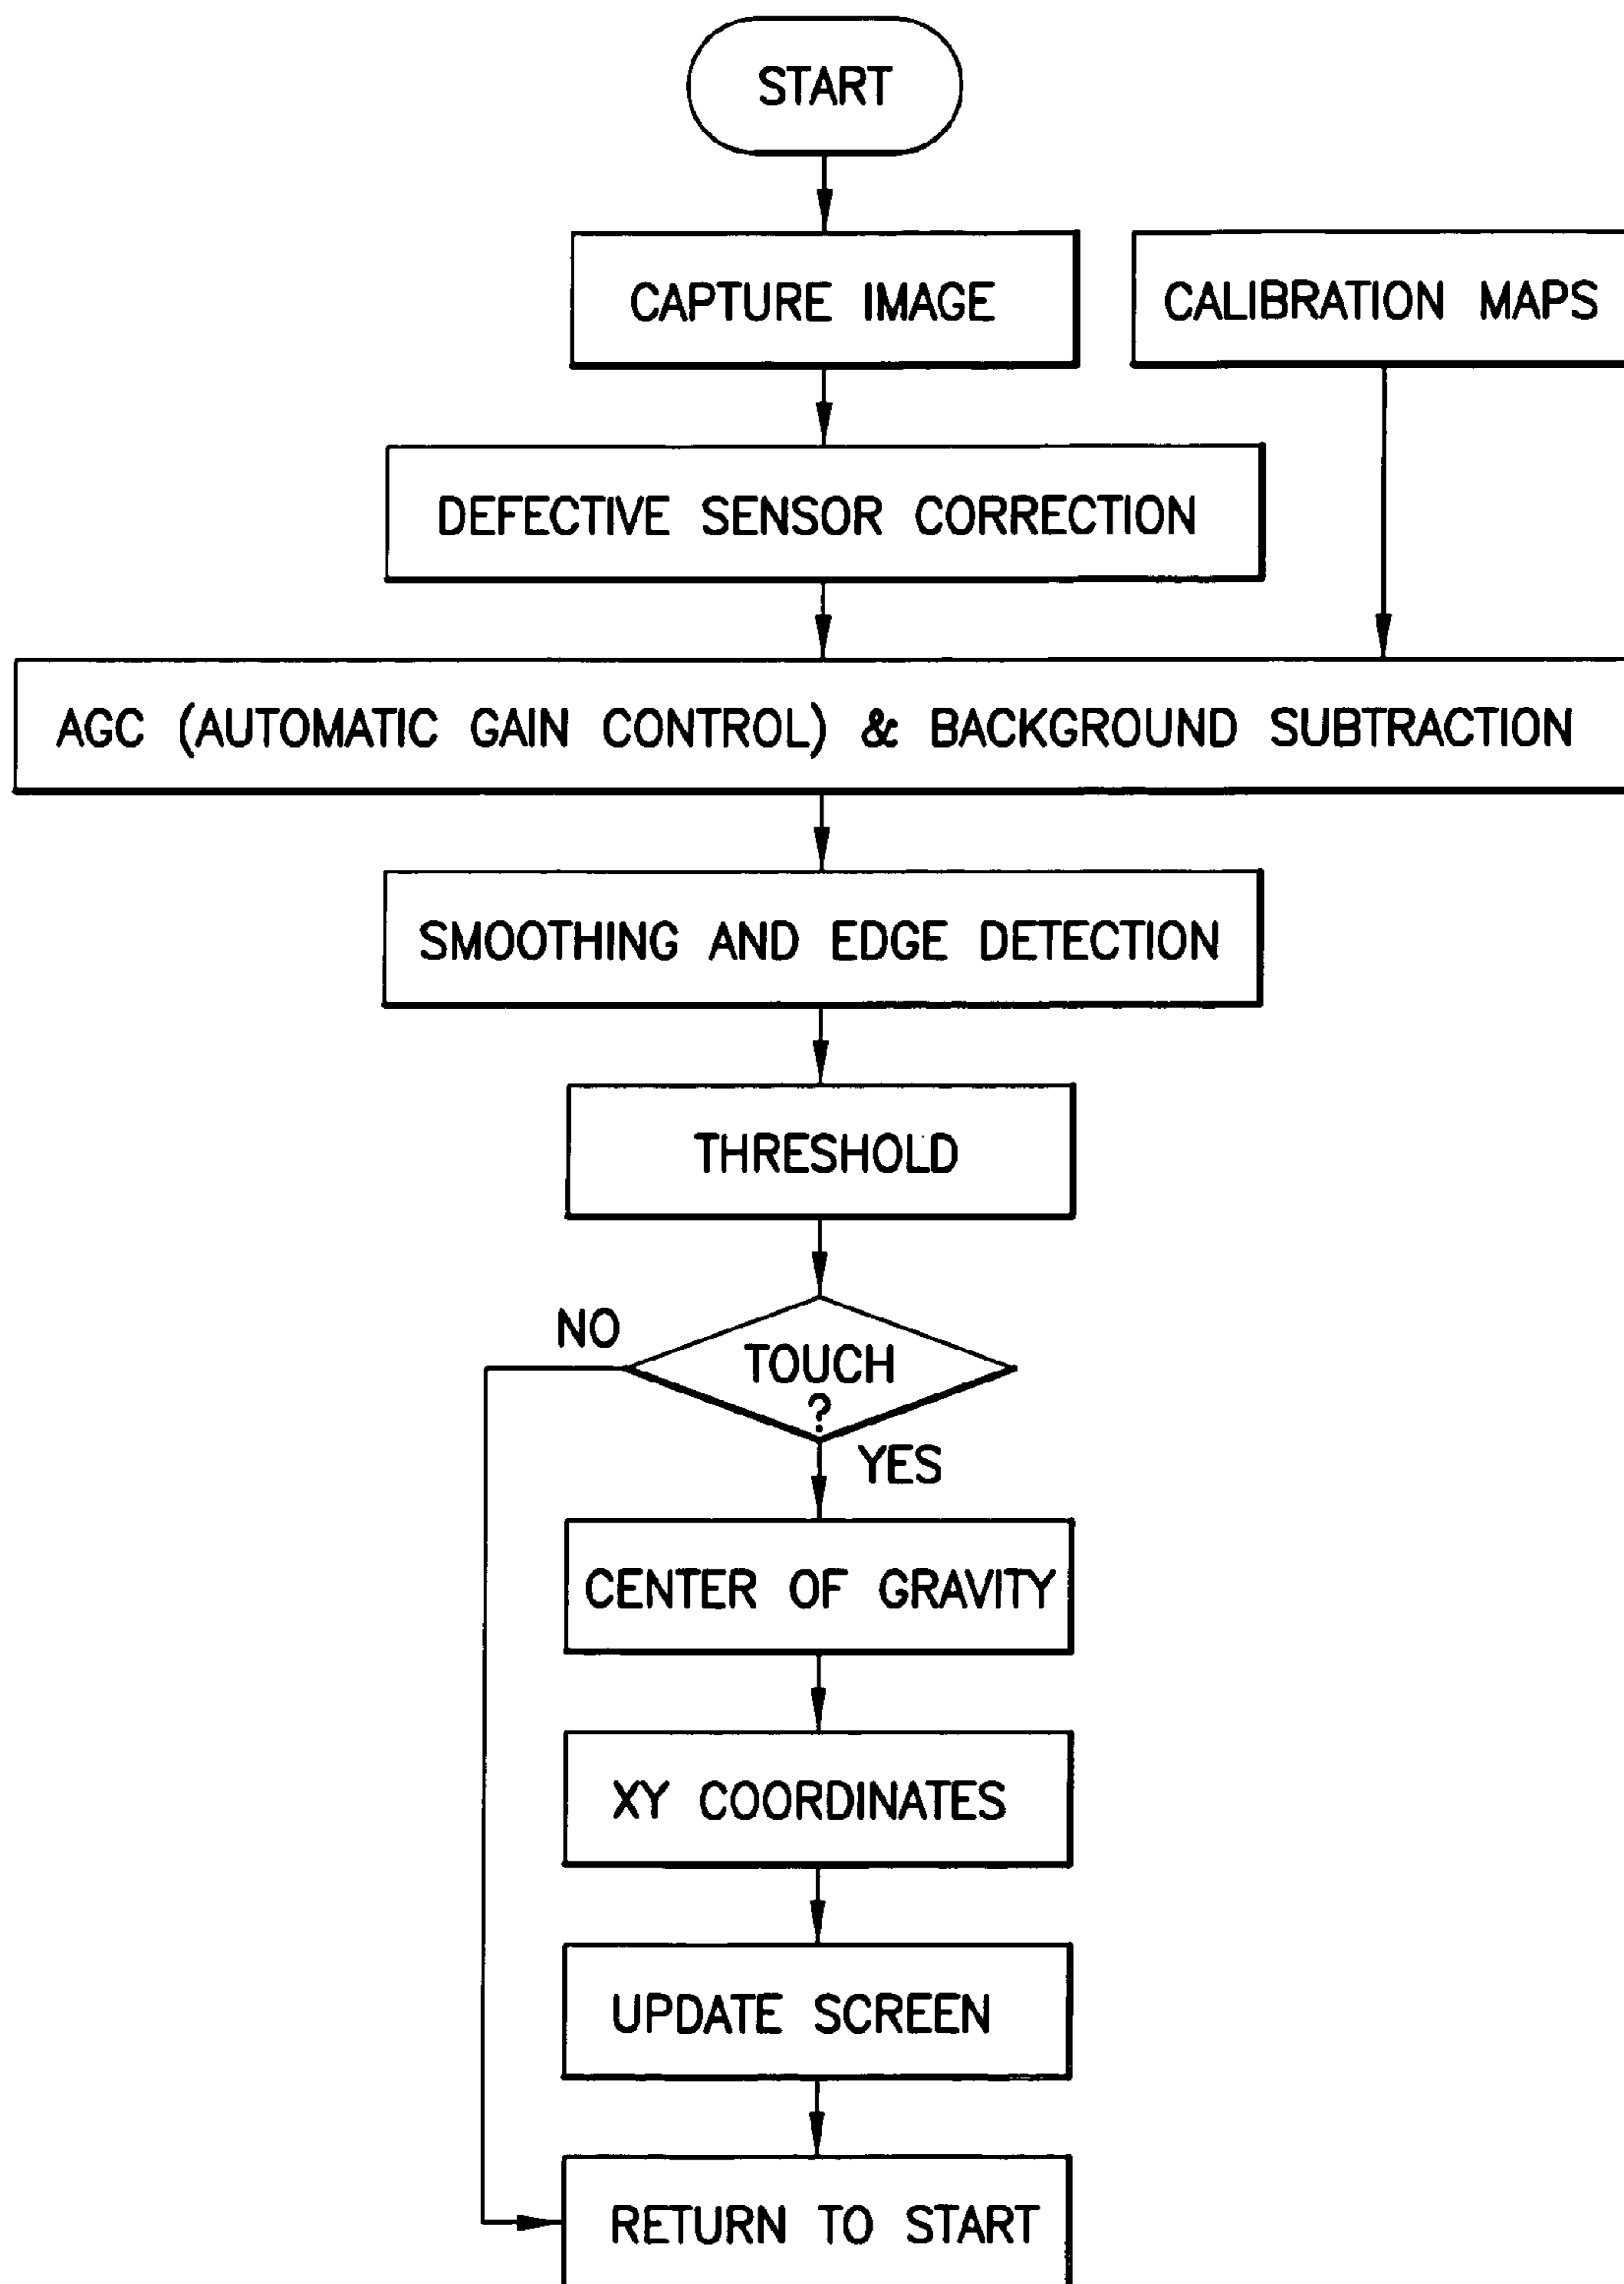 START
CAPTURE IMAGE
CALIBRATION MAPS
DEFECTIVE SENSOR CORRECTION
AGC (AUTOMATIC GAIN CONTROL) & BACKGROUND SUBTRACTION
SMOOTHING AND EDGE DETECTION
THRESHOLD
NO
TOUCH
?
YES
CENTER OF GRAVITY
XY COORDINATES
UPDATE SCREEN
RETURN TO START